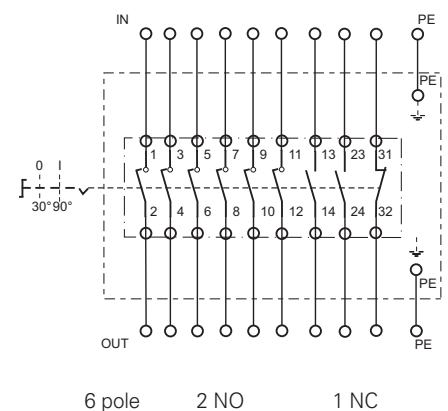 IN PE
PE
1 3 5 7 9 11 13 23 31
0 I
30° 90°
2 4 6 8 10 12 14 24 32
PE
OUT PE
6 pole 2 NO 1 NC